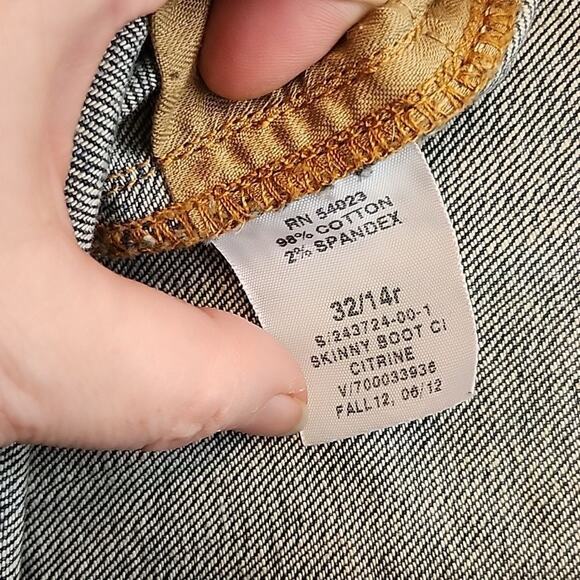 RN 54023
98% COTTON
2% SPANDEX
32/14r
S/243724-00-1
SKINNY BOOT CI
CITRINE
V/700033936
FALL12, 06/12